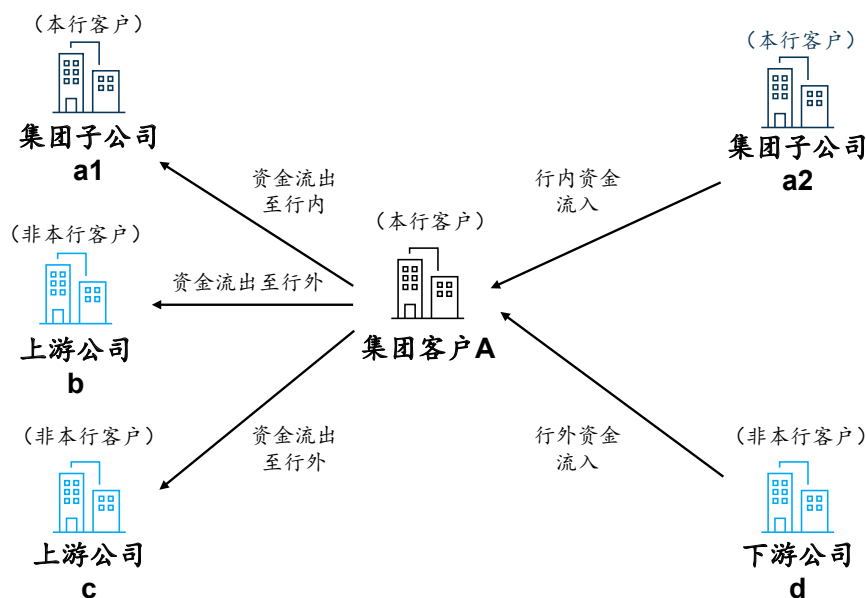 （本行客户）
集团子公司
a1
（本行客户）
集团子公司
a2
资金流出
至行内
行内资金
流入
（非本行客户）
上游公司
b
资金流出至行外
（本行客户）
集团客户A
（非本行客户）
上游公司
c
资金流出
至行外
行外资金
流入
（非本行客户）
下游公司
d